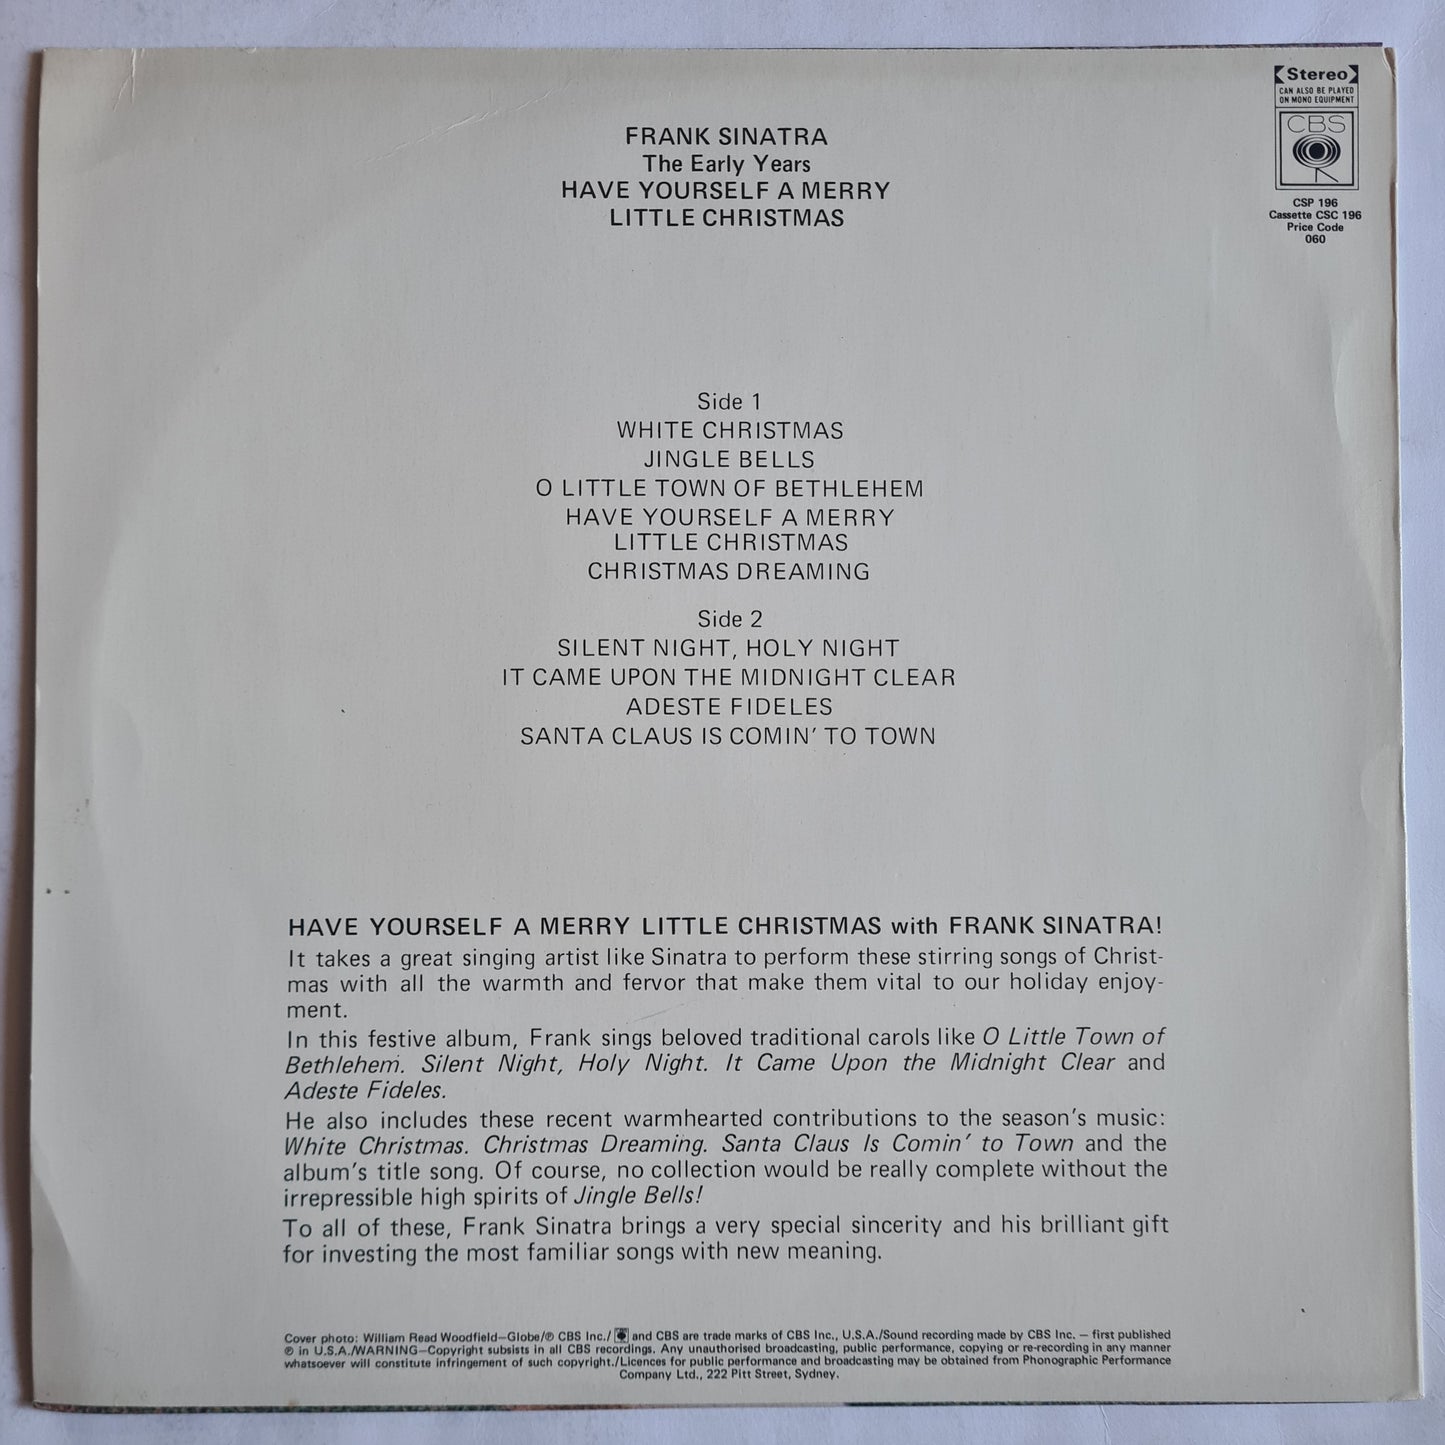 Stereo
CAN ALSO BE PLAYED
ON MONO EQUIPMENT
CBS
CSP 196
Cassette CSC 196
Price Code
060
FRANK SINATRA
The Early Years
HAVE YOURSELF A MERRY
LITTLE CHRISTMAS
Side 1
WHITE CHRISTMAS
JINGLE BELLS
O LITTLE TOWN OF BETHLEHEM
HAVE YOURSELF A MERRY
LITTLE CHRISTMAS
CHRISTMAS DREAMING
Side 2
SILENT NIGHT, HOLY NIGHT
IT CAME UPON THE MIDNIGHT CLEAR
ADESTE FIDELES
SANTA CLAUS IS COMIN' TO TOWN
HAVE YOURSELF A MERRY LITTLE CHRISTMAS with FRANK SINATRA!
It takes a great singing artist like Sinatra to perform these stirring songs of Christ-
mas with all the warmth and fervor that make them vital to our holiday enjoy-
ment.
In this festive album, Frank sings beloved traditional carols like O Little Town of
Bethlehem. Silent Night, Holy Night. It Came Upon the Midnight Clear and
Adeste Fideles.
He also includes these recent warmhearted contributions to the season's music:
White Christmas. Christmas Dreaming. Santa Claus Is Comin' to Town and the
album's title song. Of course, no collection would be really complete without the
irrepressible high spirits of Jingle Bells!
To all of these, Frank Sinatra brings a very special sincerity and his brilliant gift
for investing the most familiar songs with new meaning.
Cover photo: William Read Woodfield—Globe/℗ CBS Inc./ and CBS are trade marks of CBS Inc., U.S.A./Sound recording made by CBS Inc. — first published
℗ in U.S.A./WARNING—Copyright subsists in all CBS recordings. Any unauthorised broadcasting, public performance, copying or re-recording in any manner
whatsoever will constitute infringement of such copyright./Licences for public performance and broadcasting may be obtained from Phonographic Performance
Company Ltd., 222 Pitt Street, Sydney.